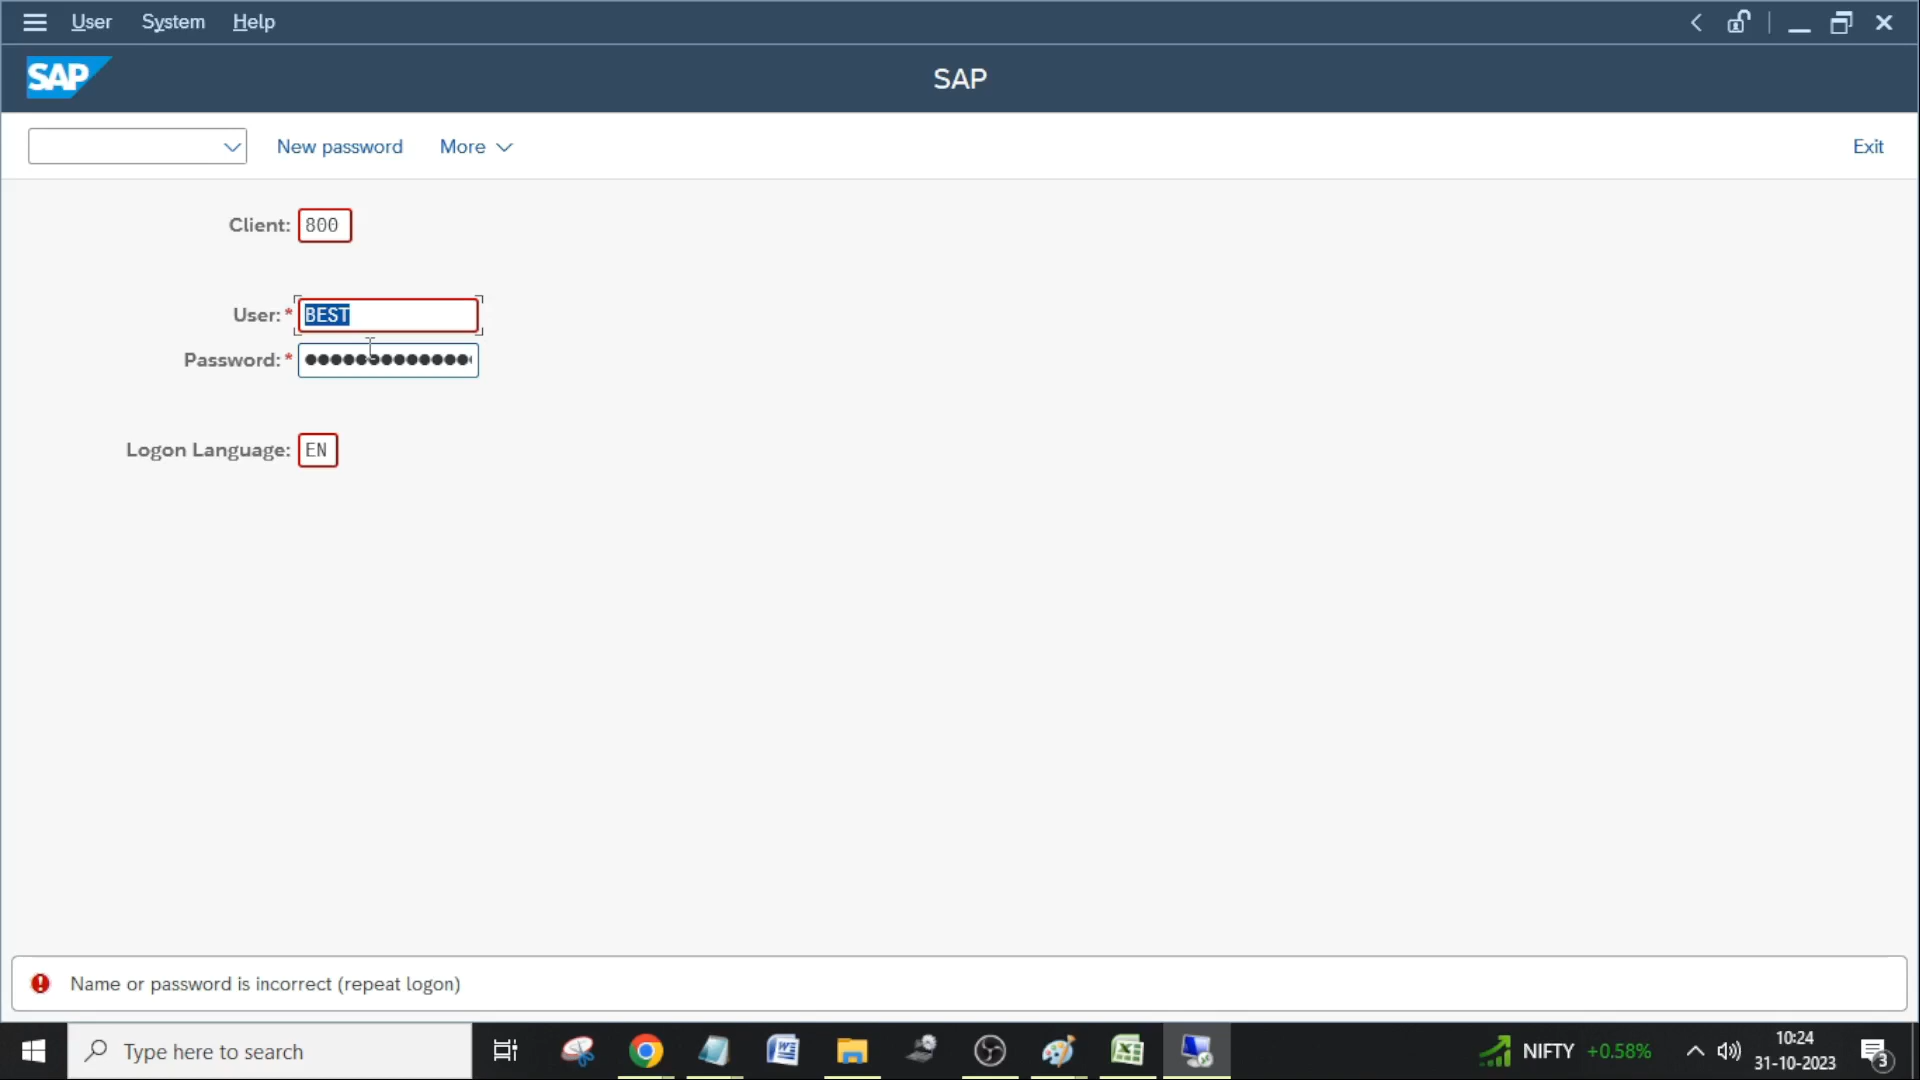 User System Help
SAP SAP
New password More Exit
Client: 800
User: * BEST
Password: *
Logon Language: EN
Name or password is incorrect (repeat logon)
Type here to search NIFTY +0.58% 10:24
31-10-2023 3